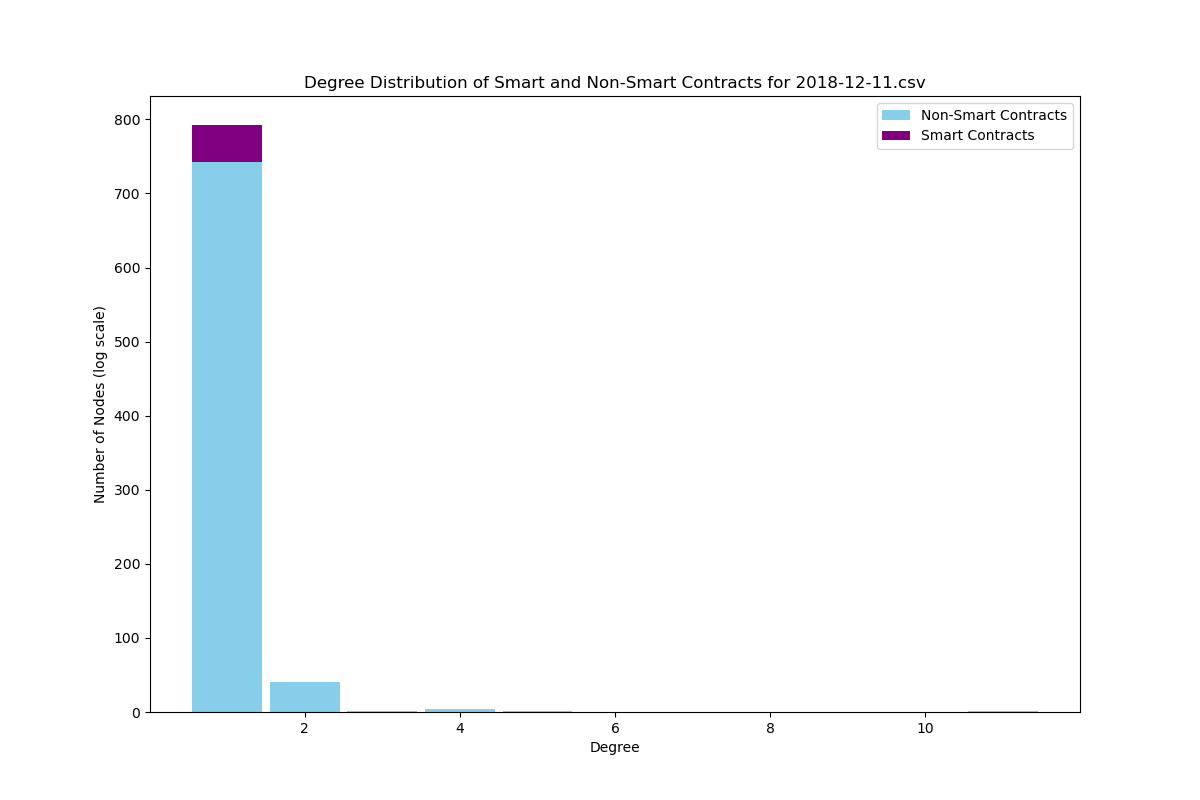 Degree Distribution of Smart and Non-Smart Contracts for 2018-12-11.csv
Non-Smart Contracts
Smart Contracts
800
700
600
500
400
300
200
100
0
Number of Nodes (log scale)
2 4 6 8 10
Degree